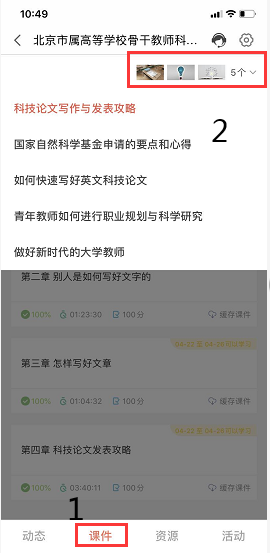 10:49
北京市属高等学校骨干教师科...
5个
科技论文写作与发表攻略
2
国家自然科学基金申请的要点和心得
如何快速写好英文科技论文
青年教师如何进行职业规划与科学研究
做好新时代的大学教师
第二章 别人是如何写好文字的
100% 01:23:30 100分 缓存课件
第三章 怎样写好文章
100% 01:04:32 100分 缓存课件
第四章 科技论文发表攻略
100% 03:40:11 100分 缓存课件
1
动态 课件 资源 活动